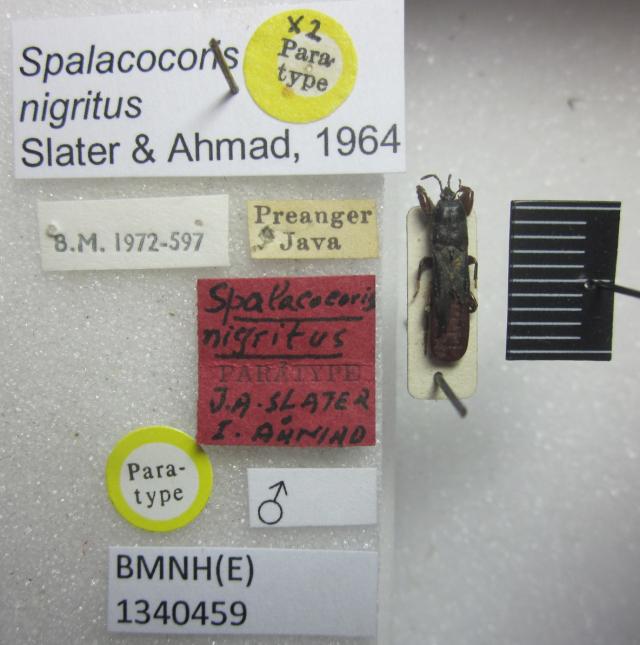 Spalacocoris
nigritus
Slater & Ahmad, 1964
X2
Para-
type
B.M. 1972-597
Preanger
Java
Spalacocoris
nigritus
PARATYPE
J.A. SLATER
I. AHMAD
Para-
type
♂
BMNH(E)
1340459